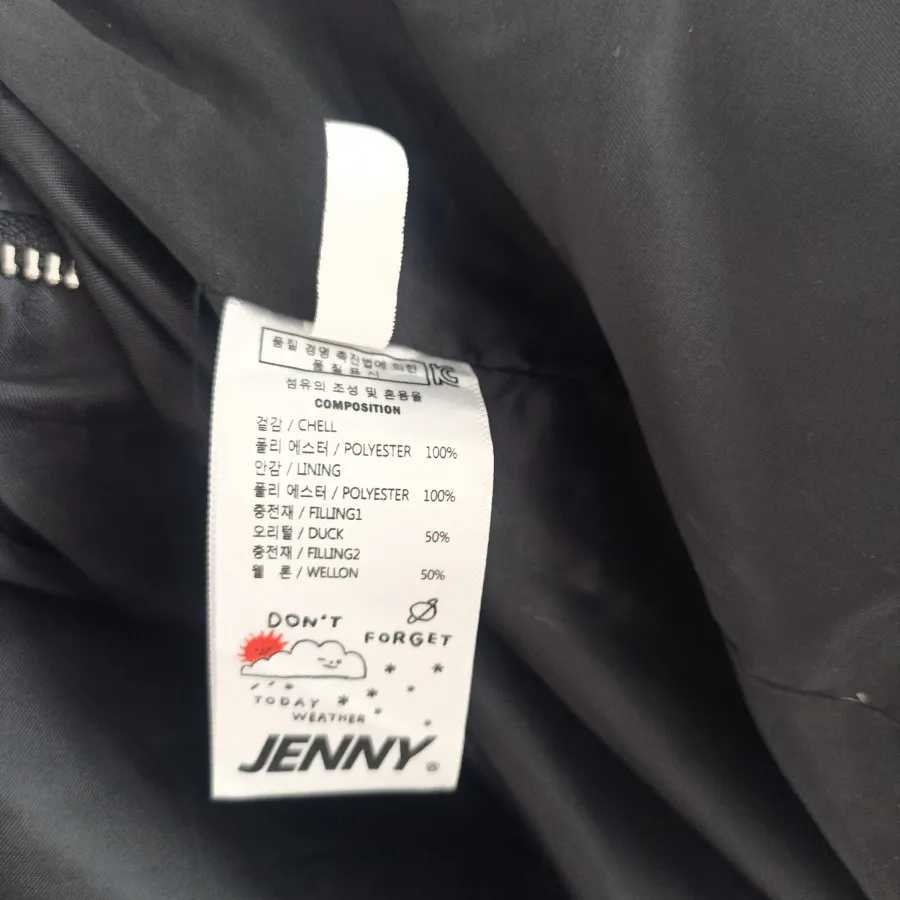 품질 경영 촉진법에 의한
품질표시
섬유의 조성 및 혼용율
COMPOSITION
겉감 / CHELL
폴리 에스터 / POLYESTER 100%
안감 / LINING
폴리 에스터 / POLYESTER 100%
충전재 / FILLING1
오리털 / DUCK 50%
충전재 / FILLING2
웰 론 / WELLON 50%
DON'T
FORGET
TODAY
WEATHER
JENNY®